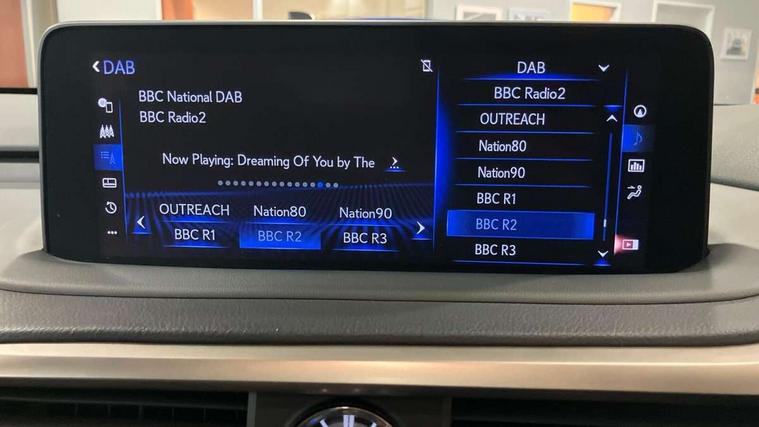 DAB
BBC National DAB
BBC Radio2
Now Playing: Dreaming Of You by The
OUTREACH Nation80 Nation90
BBC R1 BBC R2 BBC R3
DAB
BBC Radio2
OUTREACH
Nation80
Nation90
BBC R1
BBC R2
BBC R3